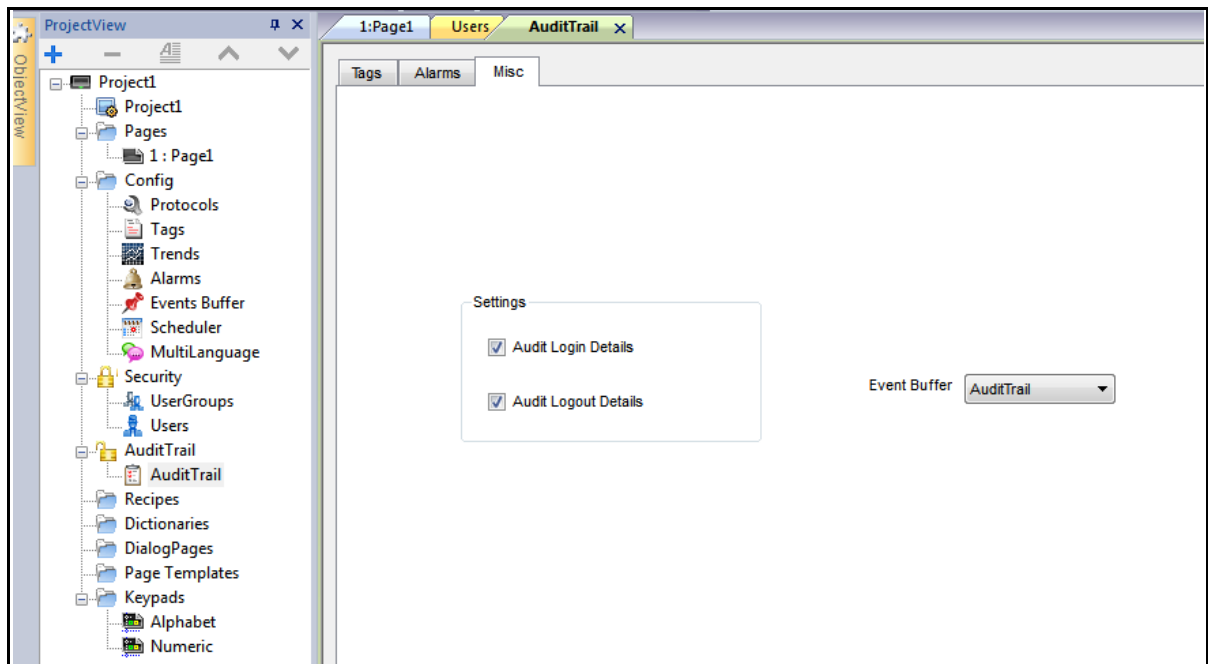 ObjectView
ProjectView
Project1
Project1
Pages
1 : Page1
Config
Protocols
Tags
Trends
Alarms
Events Buffer
Scheduler
MultiLanguage
Security
UserGroups
Users
AuditTrail
AuditTrail
Recipes
Dictionaries
DialogPages
Page Templates
Keypads
Alphabet
Numeric
1:Page1 Users AuditTrail
Tags Alarms Misc
Settings
Audit Login Details
Audit Logout Details
Event Buffer AuditTrail